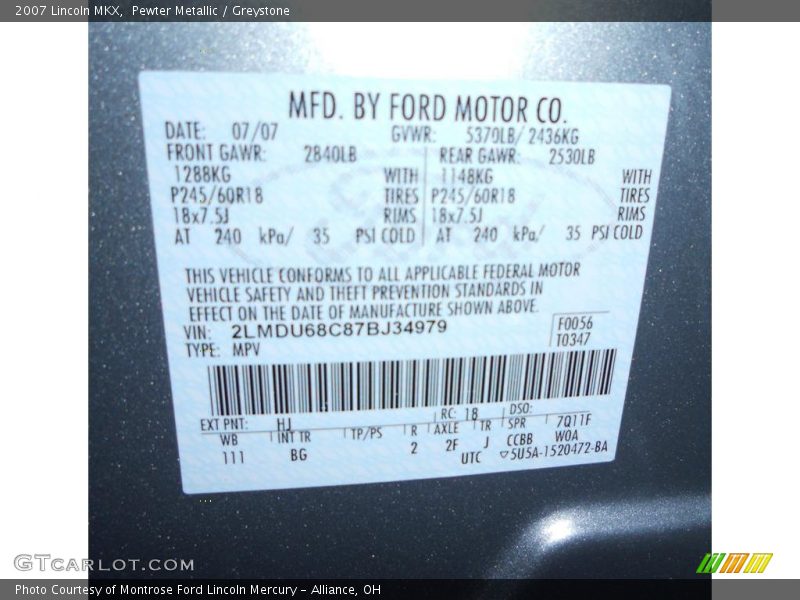 2007 Lincoln MKX, Pewter Metallic / Greystone
MFD. BY FORD MOTOR CO.
DATE: 07/07 GVWR: 5370LB/ 2436KG
FRONT GAWR: 2840LB REAR GAWR: 2530LB
1288KG WITH 1148KG WITH
P245/60R18 TIRES P245/60R18 TIRES
18x7.5J RIMS 18x7.5J RIMS
AT 240 kPa/ 35 PSI COLD AT 240 kPa/ 35 PSI COLD
THIS VEHICLE CONFORMS TO ALL APPLICABLE FEDERAL MOTOR
VEHICLE SAFETY AND THEFT PREVENTION STANDARDS IN
EFFECT ON THE DATE OF MANUFACTURE SHOWN ABOVE.
VIN: 2LMDU68C87BJ34979 F0056
TYPE: MPV T0347
EXT PNT: HJ RC: 18 DSO:
WB INT TR TP/PS R AXLE TR SPR 7Q11F
111 BG 2 2F J CCBB W0A
UTC ▽5U5A-1520472-BA
GTCARLOT.COM
Photo Courtesy of Montrose Ford Lincoln Mercury - Alliance, OH